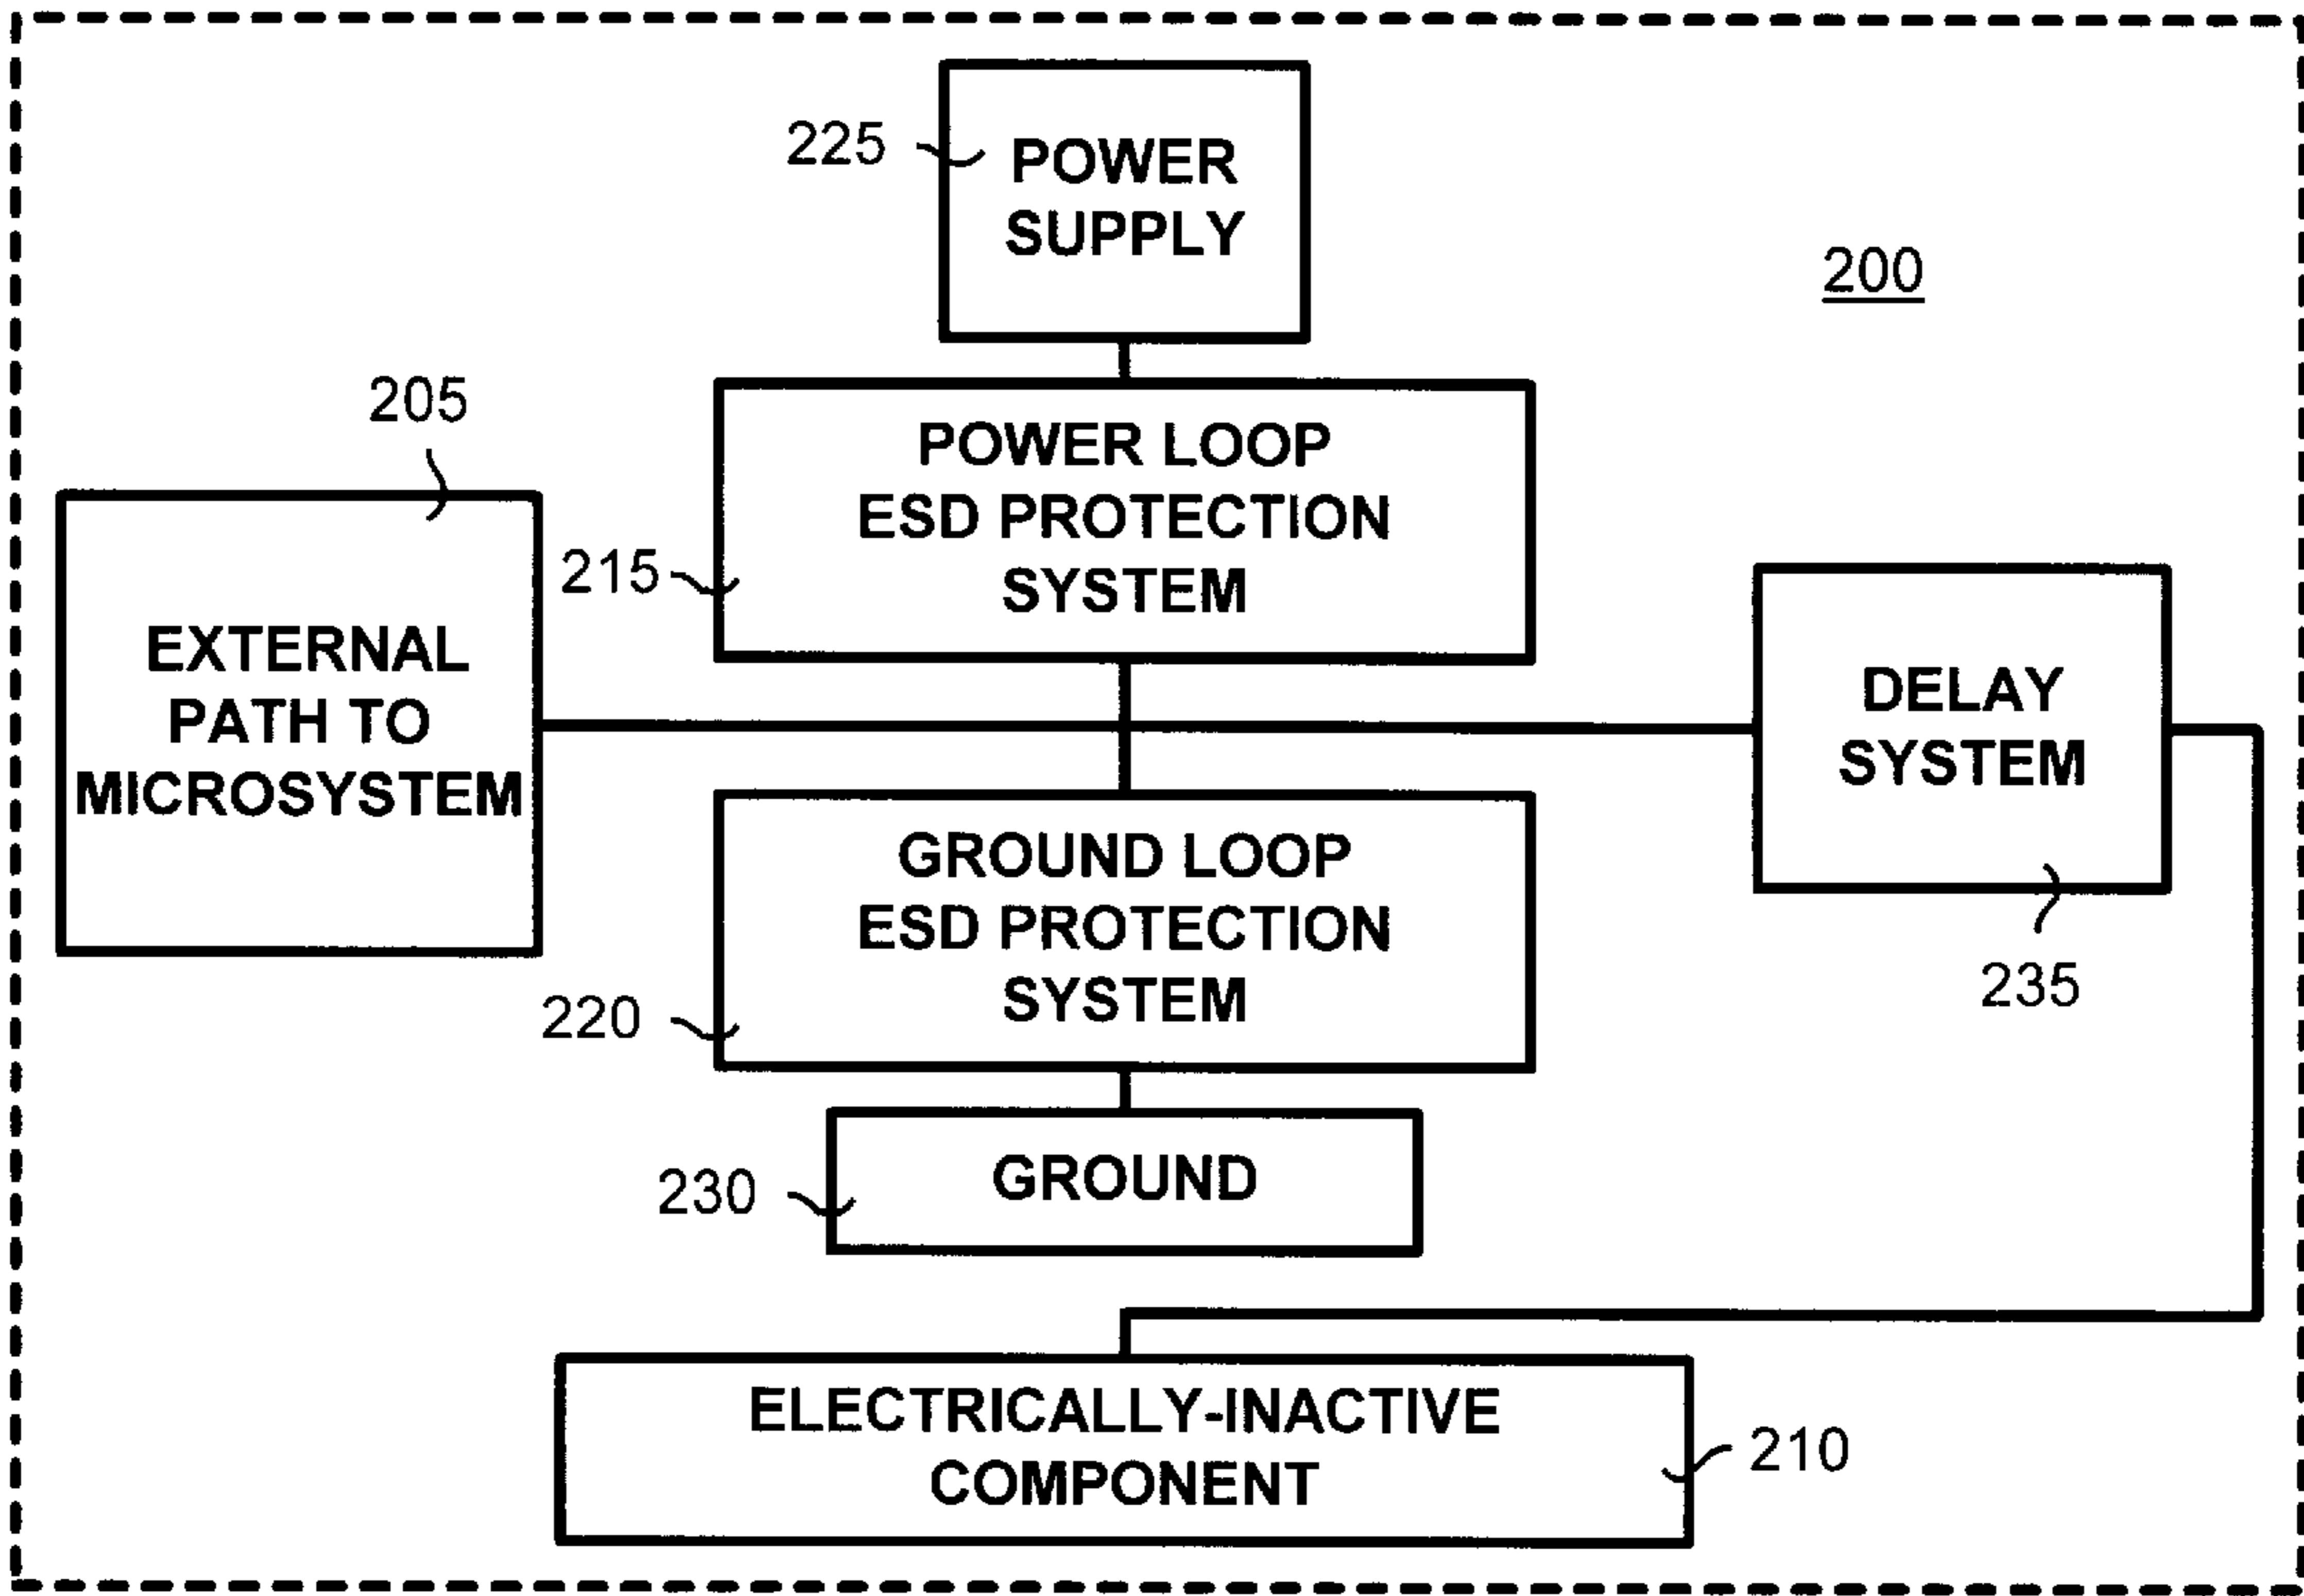 225
POWER
SUPPLY
200
205
215
POWER LOOP
ESD PROTECTION
SYSTEM
EXTERNAL
PATH TO
MICROSYSTEM
DELAY
SYSTEM
235
220
GROUND LOOP
ESD PROTECTION
SYSTEM
230
GROUND
ELECTRICALLY-INACTIVE
COMPONENT
210